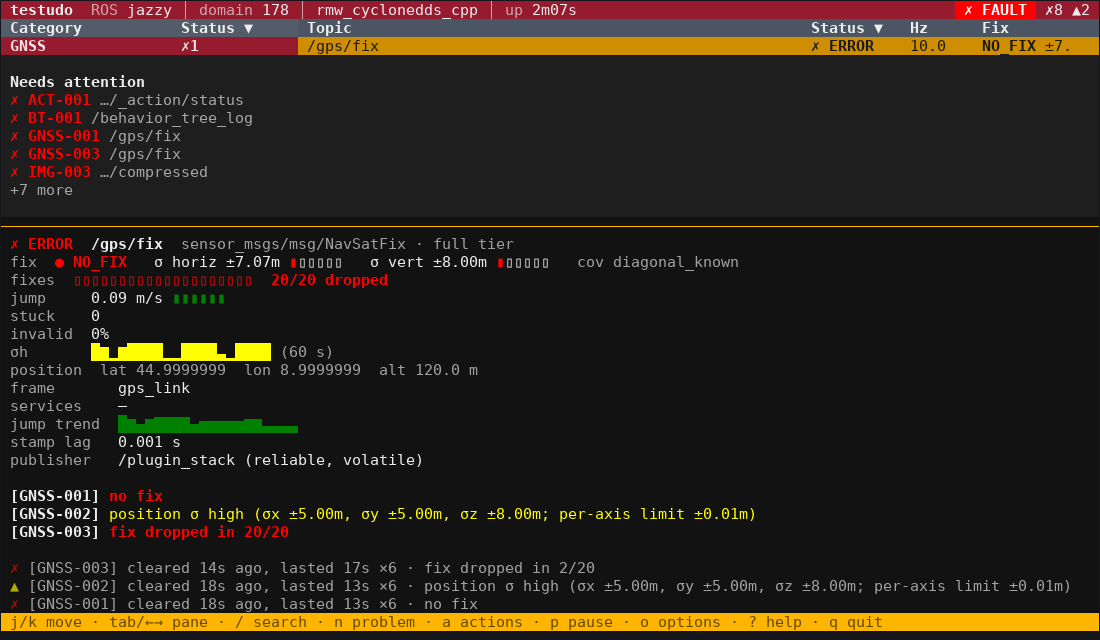 testudo ROS jazzy │ domain 178 │ rmw_cyclonedds_cpp │ up 2m07s ✗ FAULT ✗8 ▲2
Category Status ▼ Topic Status ▼ Hz Fix
GNSS ✗1 /gps/fix ✗ ERROR 10.0 NO_FIX ±7.
Needs attention
✗ ACT-001 …/_action/status
✗ BT-001 /behavior_tree_log
✗ GNSS-001 /gps/fix
✗ GNSS-003 /gps/fix
✗ IMG-003 …/compressed
+7 more
✗ ERROR /gps/fix sensor_msgs/msg/NavSatFix · full tier
fix ● NO_FIX σ horiz ±7.07m ▮▯▯▯▯▯ σ vert ±8.00m ▮▯▯▯▯▯ cov diagonal_known
fixes ▯▯▯▯▯▯▯▯▯▯▯▯▯▯▯▯▯▯▯▯ 20/20 dropped
jump 0.09 m/s ▮▮▮▮▮▮
stuck 0
invalid 0%
σh (60 s)
position lat 44.9999999 lon 8.9999999 alt 120.0 m
frame gps_link
services —
jump trend
stamp lag 0.001 s
publisher /plugin_stack (reliable, volatile)
[GNSS-001] no fix
[GNSS-002] position σ high (σx ±5.00m, σy ±5.00m, σz ±8.00m; per-axis limit ±0.01m)
[GNSS-003] fix dropped in 20/20
✗ [GNSS-003] cleared 14s ago, lasted 17s ×6 · fix dropped in 2/20
▲ [GNSS-002] cleared 18s ago, lasted 13s ×6 · position σ high (σx ±5.00m, σy ±5.00m, σz ±8.00m; per-axis limit ±0.01m)
✗ [GNSS-001] cleared 18s ago, lasted 13s ×6 · no fix
j/k move · tab/←→ pane · / search · n problem · a actions · p pause · o options · ? help · q quit